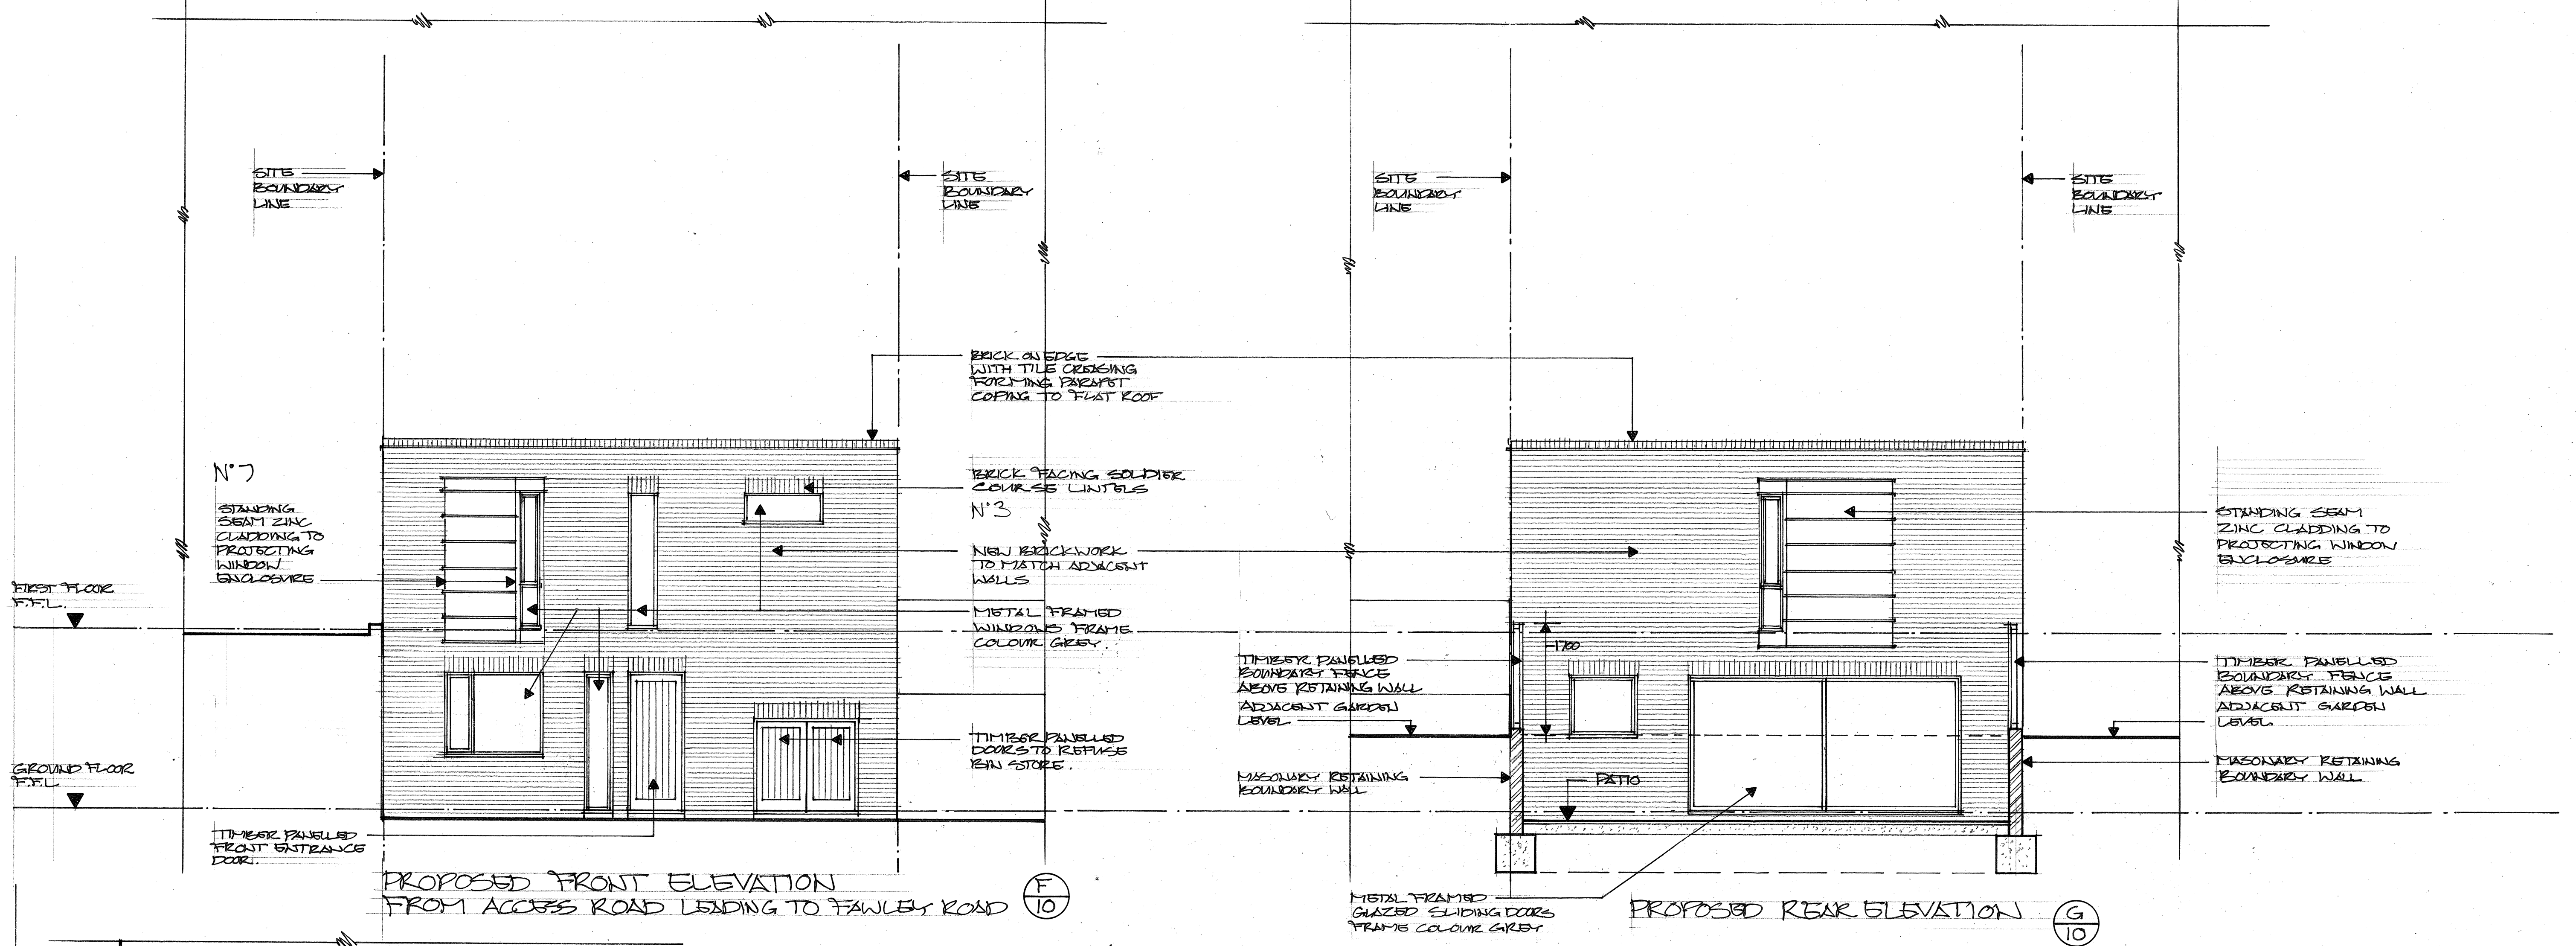 SITE
BOUNDARY
LINE
SITE
BOUNDARY
LINE
SITE
BOUNDARY
LINE
SITE
BOUNDARY
LINE
BRICK ON EDGE
WITH TILE CREASING
FORMING PARAPET
COPING TO FLAT ROOF
N°7
STANDING
SEAM ZINC
CLADDING TO
PROJECTING
WINDOW
ENCLOSURE
BRICK FACING SOLDIER
COURSE LINTELS
N°3
NEW BRICKWORK
TO MATCH ADJACENT
WALLS
METAL FRAMED
WINDOWS FRAME
COLOUR GREY.
STANDING SEAM
ZINC CLADDING TO
PROJECTING WINDOW
ENCLOSURE
FIRST FLOOR
F.F.L.
1700
TIMBER PANELLED
BOUNDARY FENCE
ABOVE RETAINING WALL
ADJACENT GARDEN
LEVEL
TIMBER PANELLED
BOUNDARY FENCE
ABOVE RETAINING WALL
ADJACENT GARDEN
LEVEL
TIMBER PANELLED
DOORS TO REFUSE
BIN STORE.
GROUND FLOOR
F.F.L
MASONARY RETAINING
BOUNDARY WALL
PATIO
MASONARY RETAINING
BOUNDARY WALL
TIMBER PANELLED
FRONT ENTRANCE
DOOR.
PROPOSED FRONT ELEVATION
FROM ACCESS ROAD LEADING TO FAWLEY ROAD
F
10
METAL FRAMED
GLAZED SLIDING DOORS
FRAME COLOUR GREY
PROPOSED REAR ELEVATION
G
10